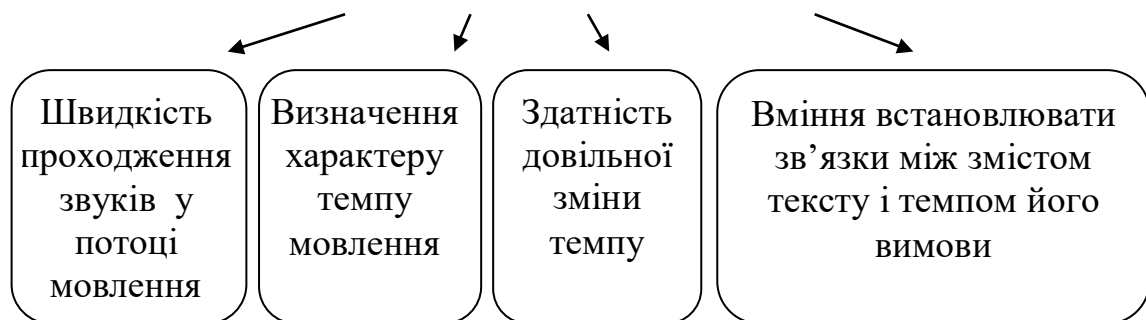 Швидкість
проходження
звуків у
потоці
мовлення
Визначення
характеру
темпу
мовлення
Здатність
довільної
зміни
темпу
Вміння встановлювати
зв’язки між змістом
тексту і темпом його
вимови